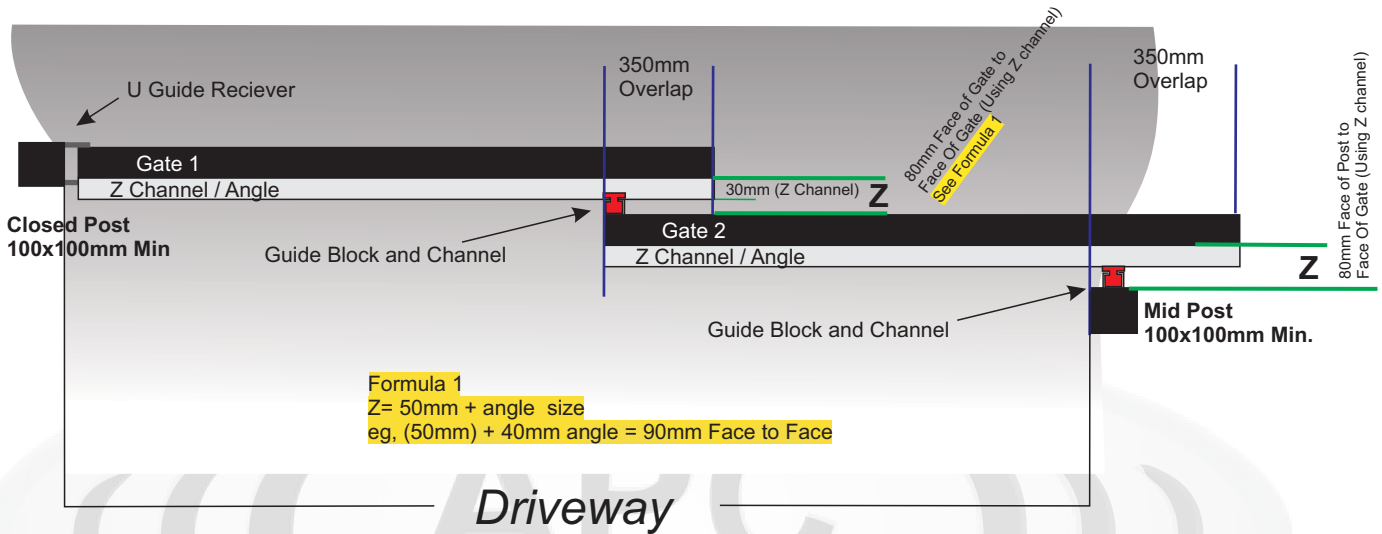 U Guide Reciever
350mm
Overlap
80mm Face of Gate to
Face Of Gate (Using Z channel)
See Formula 1
350mm
Overlap
80mm Face of Post to
Face Of Gate (Using Z channel)
Gate 1
Z Channel / Angle
30mm (Z Channel)
Z
Closed Post
100x100mm Min
Guide Block and Channel
Gate 2
Z Channel / Angle
Z
Guide Block and Channel
Mid Post
100x100mm Min.
Formula 1
Z= 50mm + angle size
eg, (50mm) + 40mm angle = 90mm Face to Face
Driveway
APC